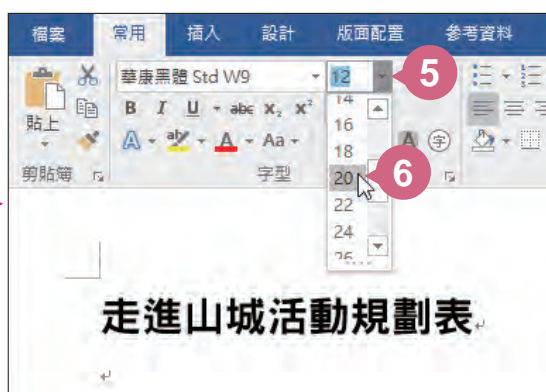 檔案 常用 插入 設計 版面配置 參考資料
華康黑體 Std W9 12 5
B I U abc X₂ X²
14
16
貼上
A aby A Aa A 字
18
剪貼簿 字型
20 6
22
24
26
走進山城活動規劃表